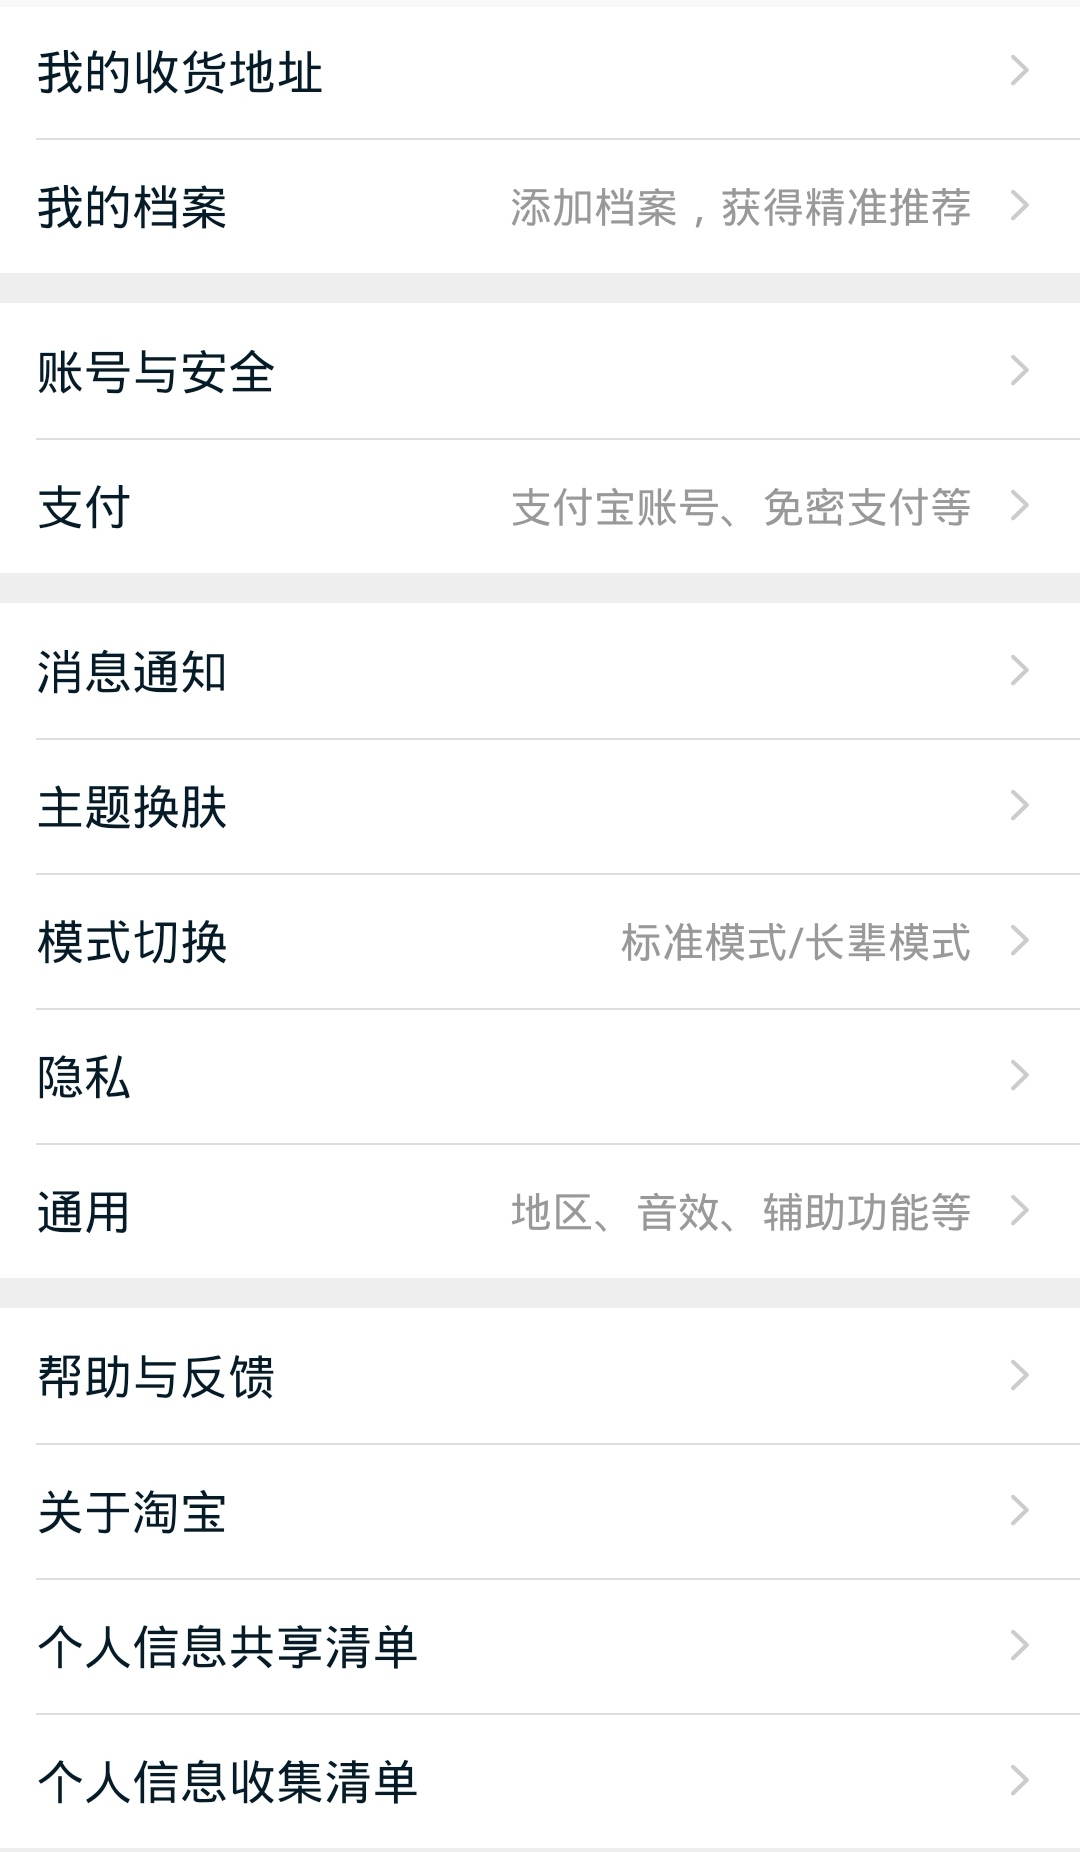 我的收货地址
我的档案 添加档案，获得精准推荐
账号与安全
支付 支付宝账号、免密支付等
消息通知
主题换肤
模式切换 标准模式/长辈模式
隐私
通用 地区、音效、辅助功能等
帮助与反馈
关于淘宝
个人信息共享清单
个人信息收集清单